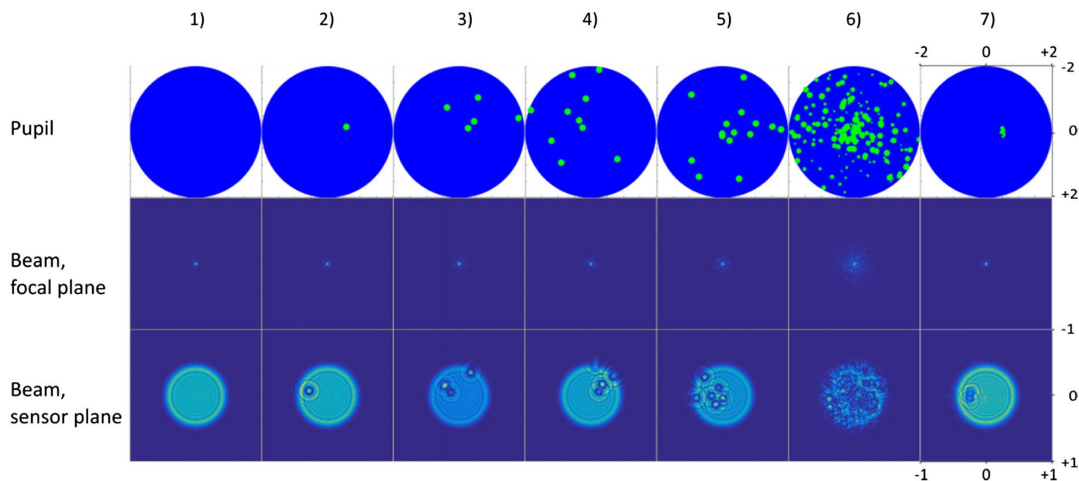 1) 2) 3) 4) 5) 6) 7)
-2 0 +2
-2
Pupil
0
+2
Beam,
focal plane
-1
Beam,
sensor plane
0
+1
-1 0 +1